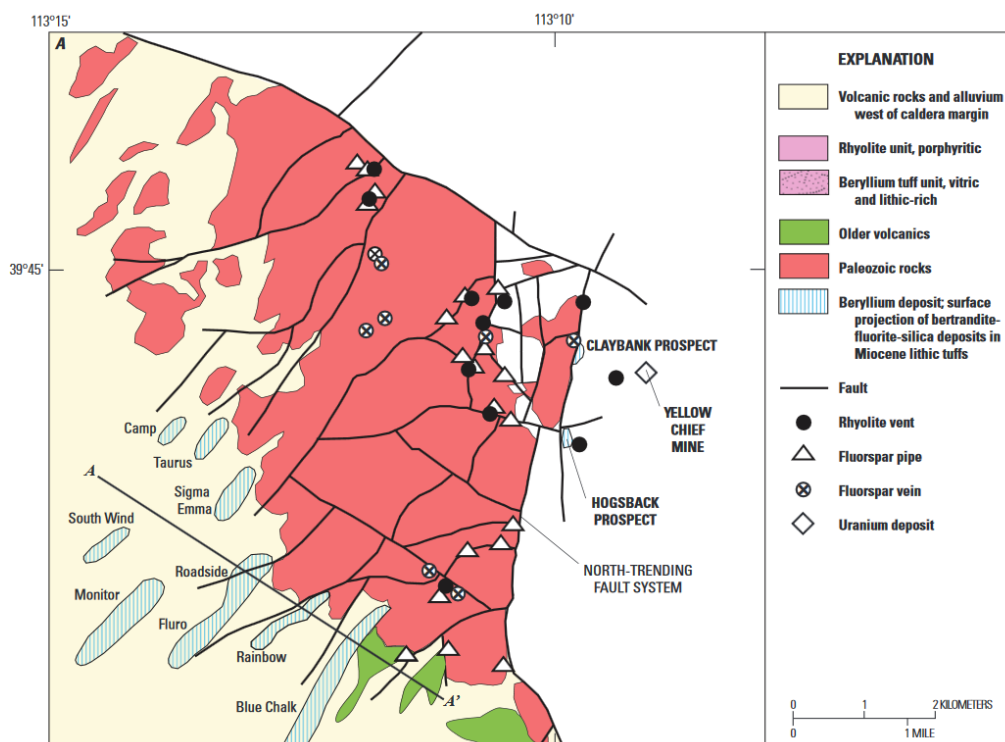 113°15'
113°10'
A
39°45'
CLAYBANK PROSPECT
YELLOW
CHIEF
MINE
HOGSBACK
PROSPECT
NORTH-TRENDING
FAULT SYSTEM
Camp
Taurus
A
Sigma
Emma
South Wind
Roadside
Monitor
Fluro
Rainbow
Blue Chalk
A'
EXPLANATION
Volcanic rocks and alluvium
west of caldera margin
Rhyolite unit, porphyritic
Beryllium tuff unit, vitric
and lithic-rich
Older volcanics
Paleozoic rocks
Beryllium deposit; surface
projection of bertrandite-
fluorite-silica deposits in
Miocene lithic tuffs
Fault
Rhyolite vent
Fluorspar pipe
Fluorspar vein
Uranium deposit
0 1 2 KILOMETERS
0 1 MILE